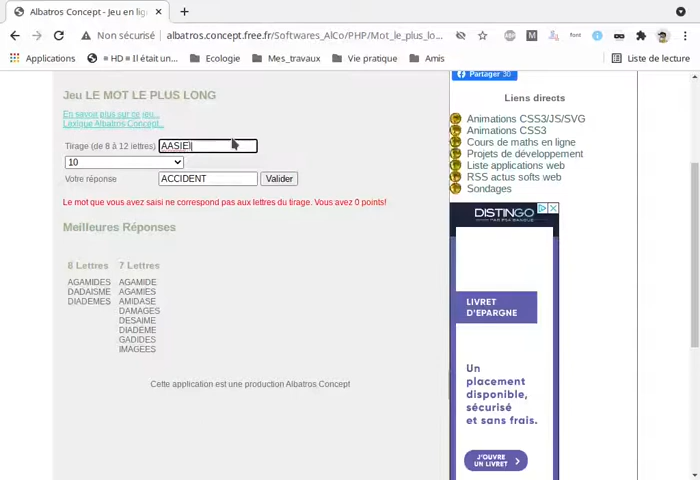 Albatros Concept - Jeu en lig
Non sécurisé
albatros.concept.free.fr/Softwares_AlCo/PHP/Mot_le_plus_lo...
Applications
= HD = Il était un...
Ecologie
Mes_travaux
Vie pratique
Amis
Liste de lecture
Partager 30
Jeu LE MOT LE PLUS LONG
En savoir plus sur ce jeu...
Lexique Albatros Concept...
Tirage (de 8 à 12 lettres)
AASIEI
10
Votre réponse
ACCIDENT
Valider
Le mot que vous avez saisi ne correspond pas aux lettres du tirage. Vous avez 0 points!
Meilleures Réponses
8 Lettres
AGAMIDES
DADAISME
DIADEMES
7 Lettres
AGAMIDE
AGAMIES
AMIDASE
DAMAGES
DESAIME
DIADEME
GADIDES
IMAGEES
Cette application est une production Albatros Concept
Liens directs
Animations CSS3/JS/SVG
Animations CSS3
Cours de maths en ligne
Projets de développement
Liste applications web
RSS actus softs web
Sondages
DISTINGO
LIVRET
D'EPARGNE
Un
placement
disponible,
sécurisé
et sans frais.
J'OUVRE
UN LIVRET